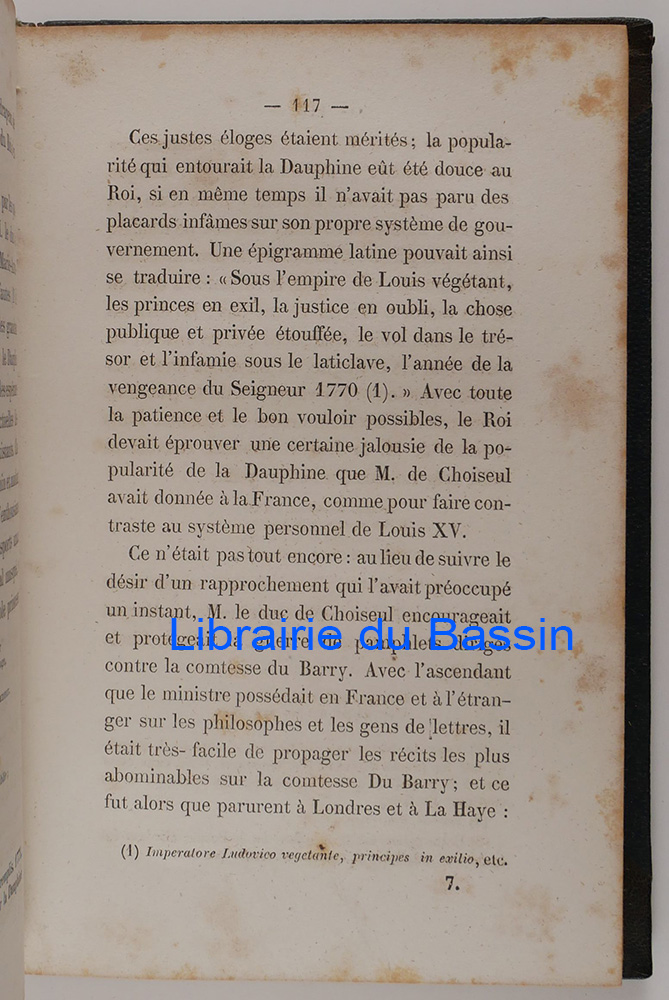 — 117 —
Ces justes éloges étaient mérités; la popula-
rité qui entourait la Dauphine eût été douce au
Roi, si en même temps il n'avait pas paru des
placards infâmes sur son propre système de gou-
vernement. Une épigramme latine pouvait ainsi
se traduire : « Sous l'empire de Louis végétant,
les princes en exil, la justice en oubli, la chose
publique et privée étouffée, le vol dans le tré-
sor et l'infamie sous le laticlave, l'année de la
vengeance du Seigneur 1770 (1). » Avec toute
la patience et le bon vouloir possibles, le Roi
devait éprouver une certaine jalousie de la po-
pularité de la Dauphine que M. de Choiseul
avait donnée à la France, comme pour faire con-
traste au système personnel de Louis XV.
Ce n'était pas tout encore : au lieu de suivre le
désir d'un rapprochement qui l'avait préoccupé
un instant, M. le duc de Choiseul encourageait
et protégeait la guerre de pamphlets dirigés
Librairie du Bassin
contre la comtesse du Barry. Avec l'ascendant
que le ministre possédait en France et à l'étran-
ger sur les philosophes et les gens de lettres, il
était très- facile de propager les récits les plus
abominables sur la comtesse Du Barry; et ce
fut alors que parurent à Londres et à La Haye :
(1) Imperatore Ludovico vegetante, principes in exilio, etc.
7.